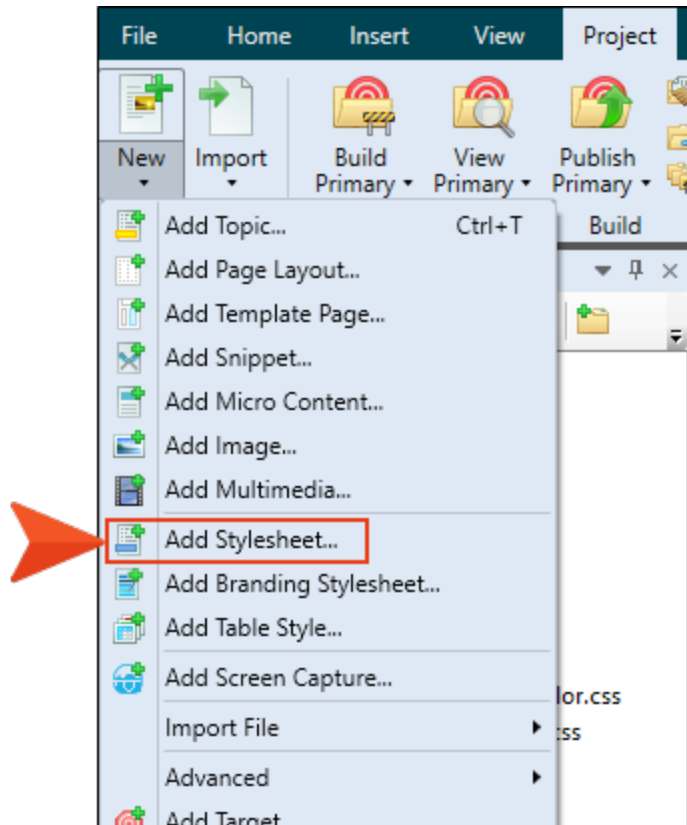 File Home Insert View Project
New Import Build Primary View Primary Publish Primary
Build
Add Topic... Ctrl+T
Add Page Layout...
Add Template Page...
Add Snippet...
Add Micro Content...
Add Image...
Add Multimedia...
Add Stylesheet...
Add Branding Stylesheet...
Add Table Style...
Add Screen Capture...
lor.css
Import File
ss
Advanced
Add Target